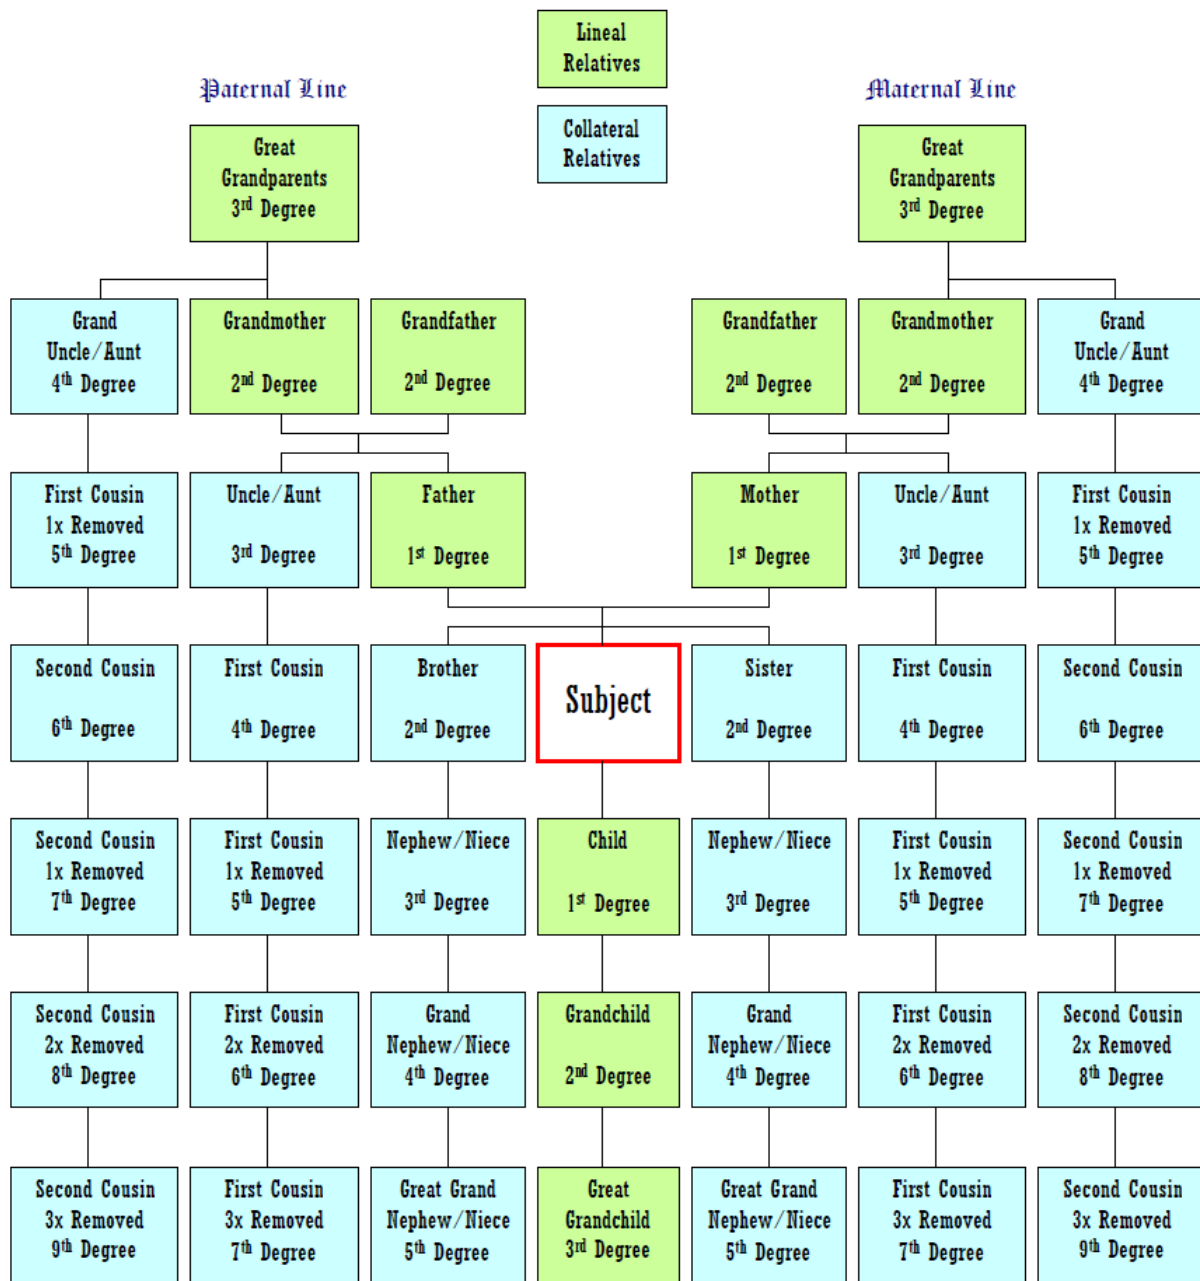 Lineal
Relatives
Paternal Line
Maternal Line
Collateral
Relatives
Great
Grandparents
3rd Degree
Great
Grandparents
3rd Degree
Grand
Uncle/Aunt
4th Degree
Grandmother
2nd Degree
Grandfather
2nd Degree
Grandfather
2nd Degree
Grandmother
2nd Degree
Grand
Uncle/Aunt
4th Degree
First Cousin
1x Removed
5th Degree
Uncle/Aunt
3rd Degree
Father
1st Degree
Mother
1st Degree
Uncle/Aunt
3rd Degree
First Cousin
1x Removed
5th Degree
Second Cousin
6th Degree
First Cousin
4th Degree
Brother
2nd Degree
Subject
Sister
2nd Degree
First Cousin
4th Degree
Second Cousin
6th Degree
Second Cousin
1x Removed
7th Degree
First Cousin
1x Removed
5th Degree
Nephew/Niece
3rd Degree
Child
1st Degree
Nephew/Niece
3rd Degree
First Cousin
1x Removed
5th Degree
Second Cousin
1x Removed
7th Degree
Second Cousin
2x Removed
8th Degree
First Cousin
2x Removed
6th Degree
Grand
Nephew/Niece
4th Degree
Grandchild
2nd Degree
Grand
Nephew/Niece
4th Degree
First Cousin
2x Removed
6th Degree
Second Cousin
2x Removed
8th Degree
Second Cousin
3x Removed
9th Degree
First Cousin
3x Removed
7th Degree
Great Grand
Nephew/Niece
5th Degree
Great
Grandchild
3rd Degree
Great Grand
Nephew/Niece
5th Degree
First Cousin
3x Removed
7th Degree
Second Cousin
3x Removed
9th Degree